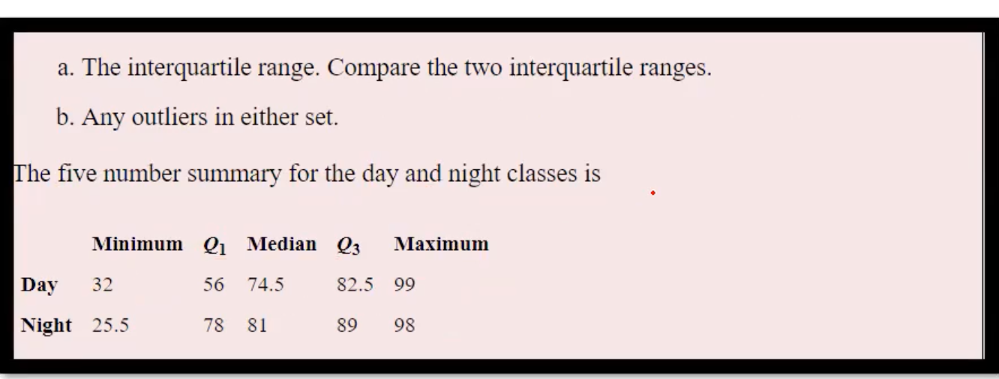 a. The interquartile range. Compare the two interquartile ranges.
b. Any outliers in either set.
The five number summary for the day and night classes is
Minimum Q1 Median Q3 Maximum
Day 32 56 74.5 82.5 99
Night 25.5 78 81 89 98